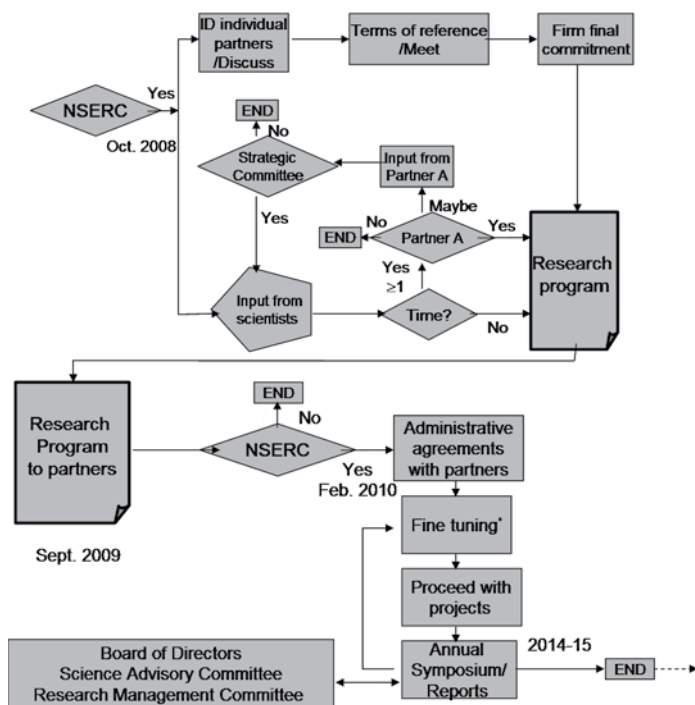 ID individual
partners
/Discuss
Terms of reference
/Meet
Firm final
commitment
NSERC
Yes
Oct. 2008
END
No
Strategic
Committee
Yes
Input from
Partner A
Maybe
END
No
Partner A
Yes
Yes
≥1
Input from
scientists
Time?
No
Research
program
Research
Program
to partners
Sept. 2009
END
No
NSERC
Yes
Feb. 2010
Administrative
agreements
with partners
Fine tuning*
Proceed with
projects
Annual
Symposium/
Reports
2014-15
END
Board of Directors
Science Advisory Committee
Research Management Committee